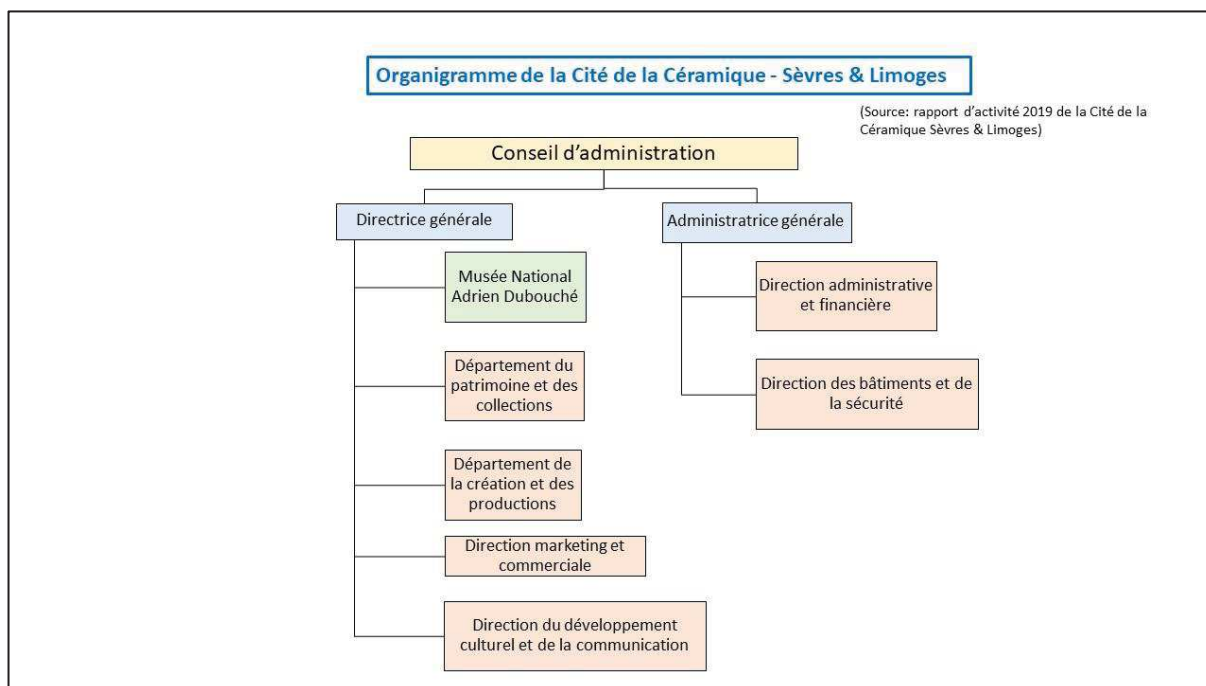 Organigramme de la Cité de la Céramique - Sèvres & Limoges
(Source: rapport d'activité 2019 de la Cité de la
Céramique Sèvres & Limoges)
Conseil d'administration
Directrice générale
Musée National
Adrien Dubouché
Département du
patrimoine et des
collections
Département de
la création et des
productions
Direction marketing et
commerciale
Direction du développement
culturel et de la communication
Administratrice générale
Direction administrative
et financière
Direction des bâtiments et de
la sécurité